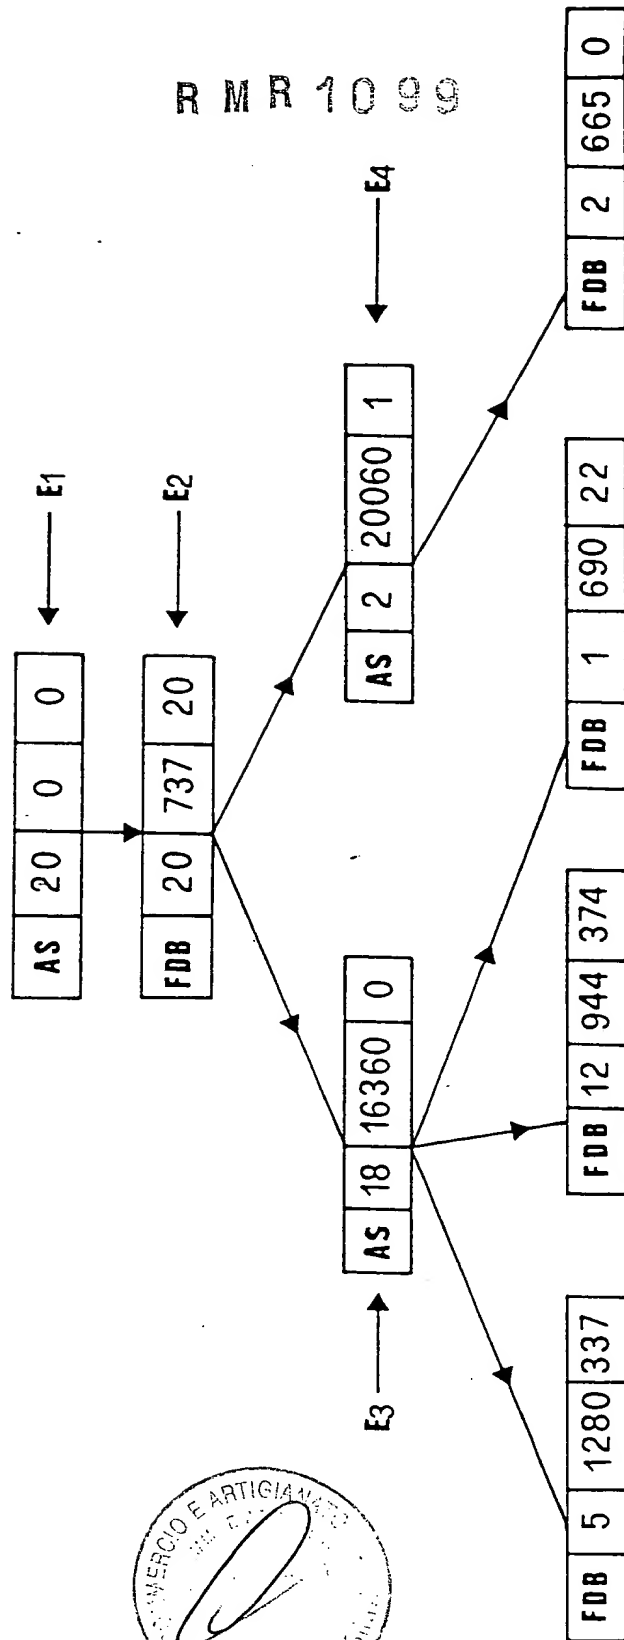 RMR 1099
AS 20 0 0
E1
FDB 20 737 20
E2
E3
AS 18 16360 0
AS 2 20060 1
E4
FDB 5 1280 337
FDB 12 944 374
FDB 1 690 22
FDB 2 665 0
MERCIO E ARTIGIANATO